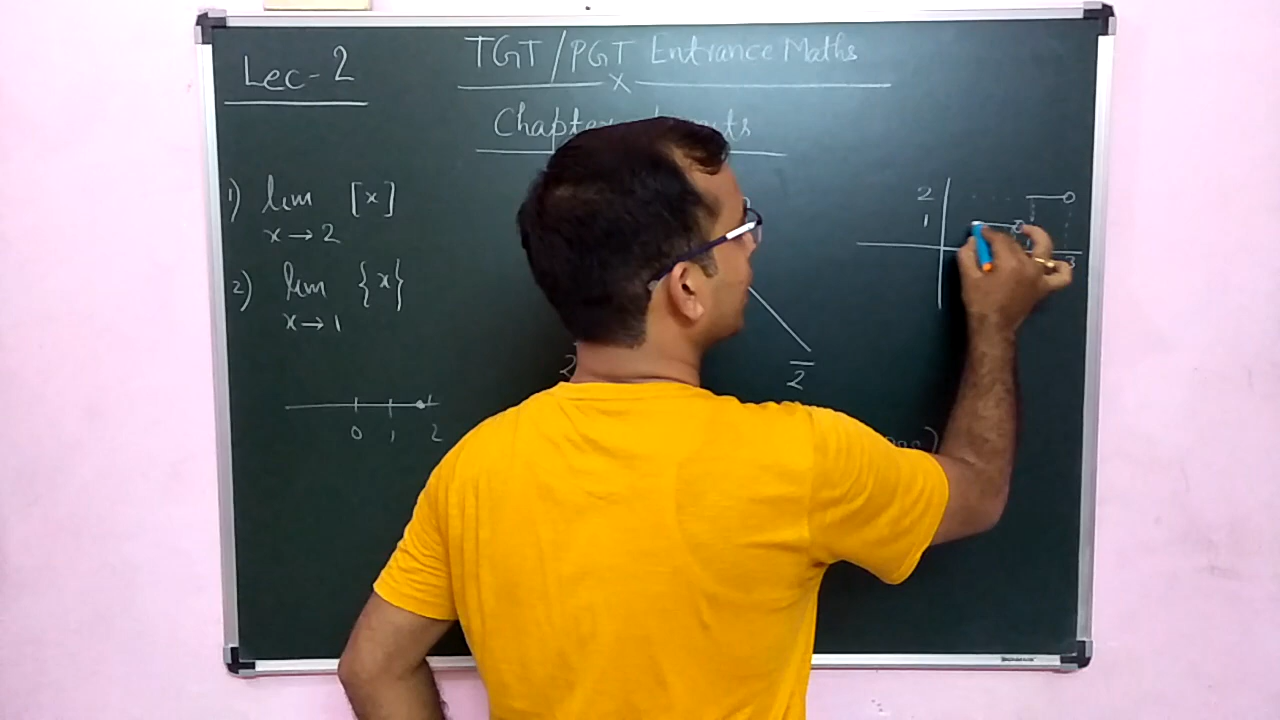 Lec-2
TGT/PGT Entrance Maths
x
1) lim [x]
x→2
2) lim {x}
x→1
0 1 2
2
2
2
1
3